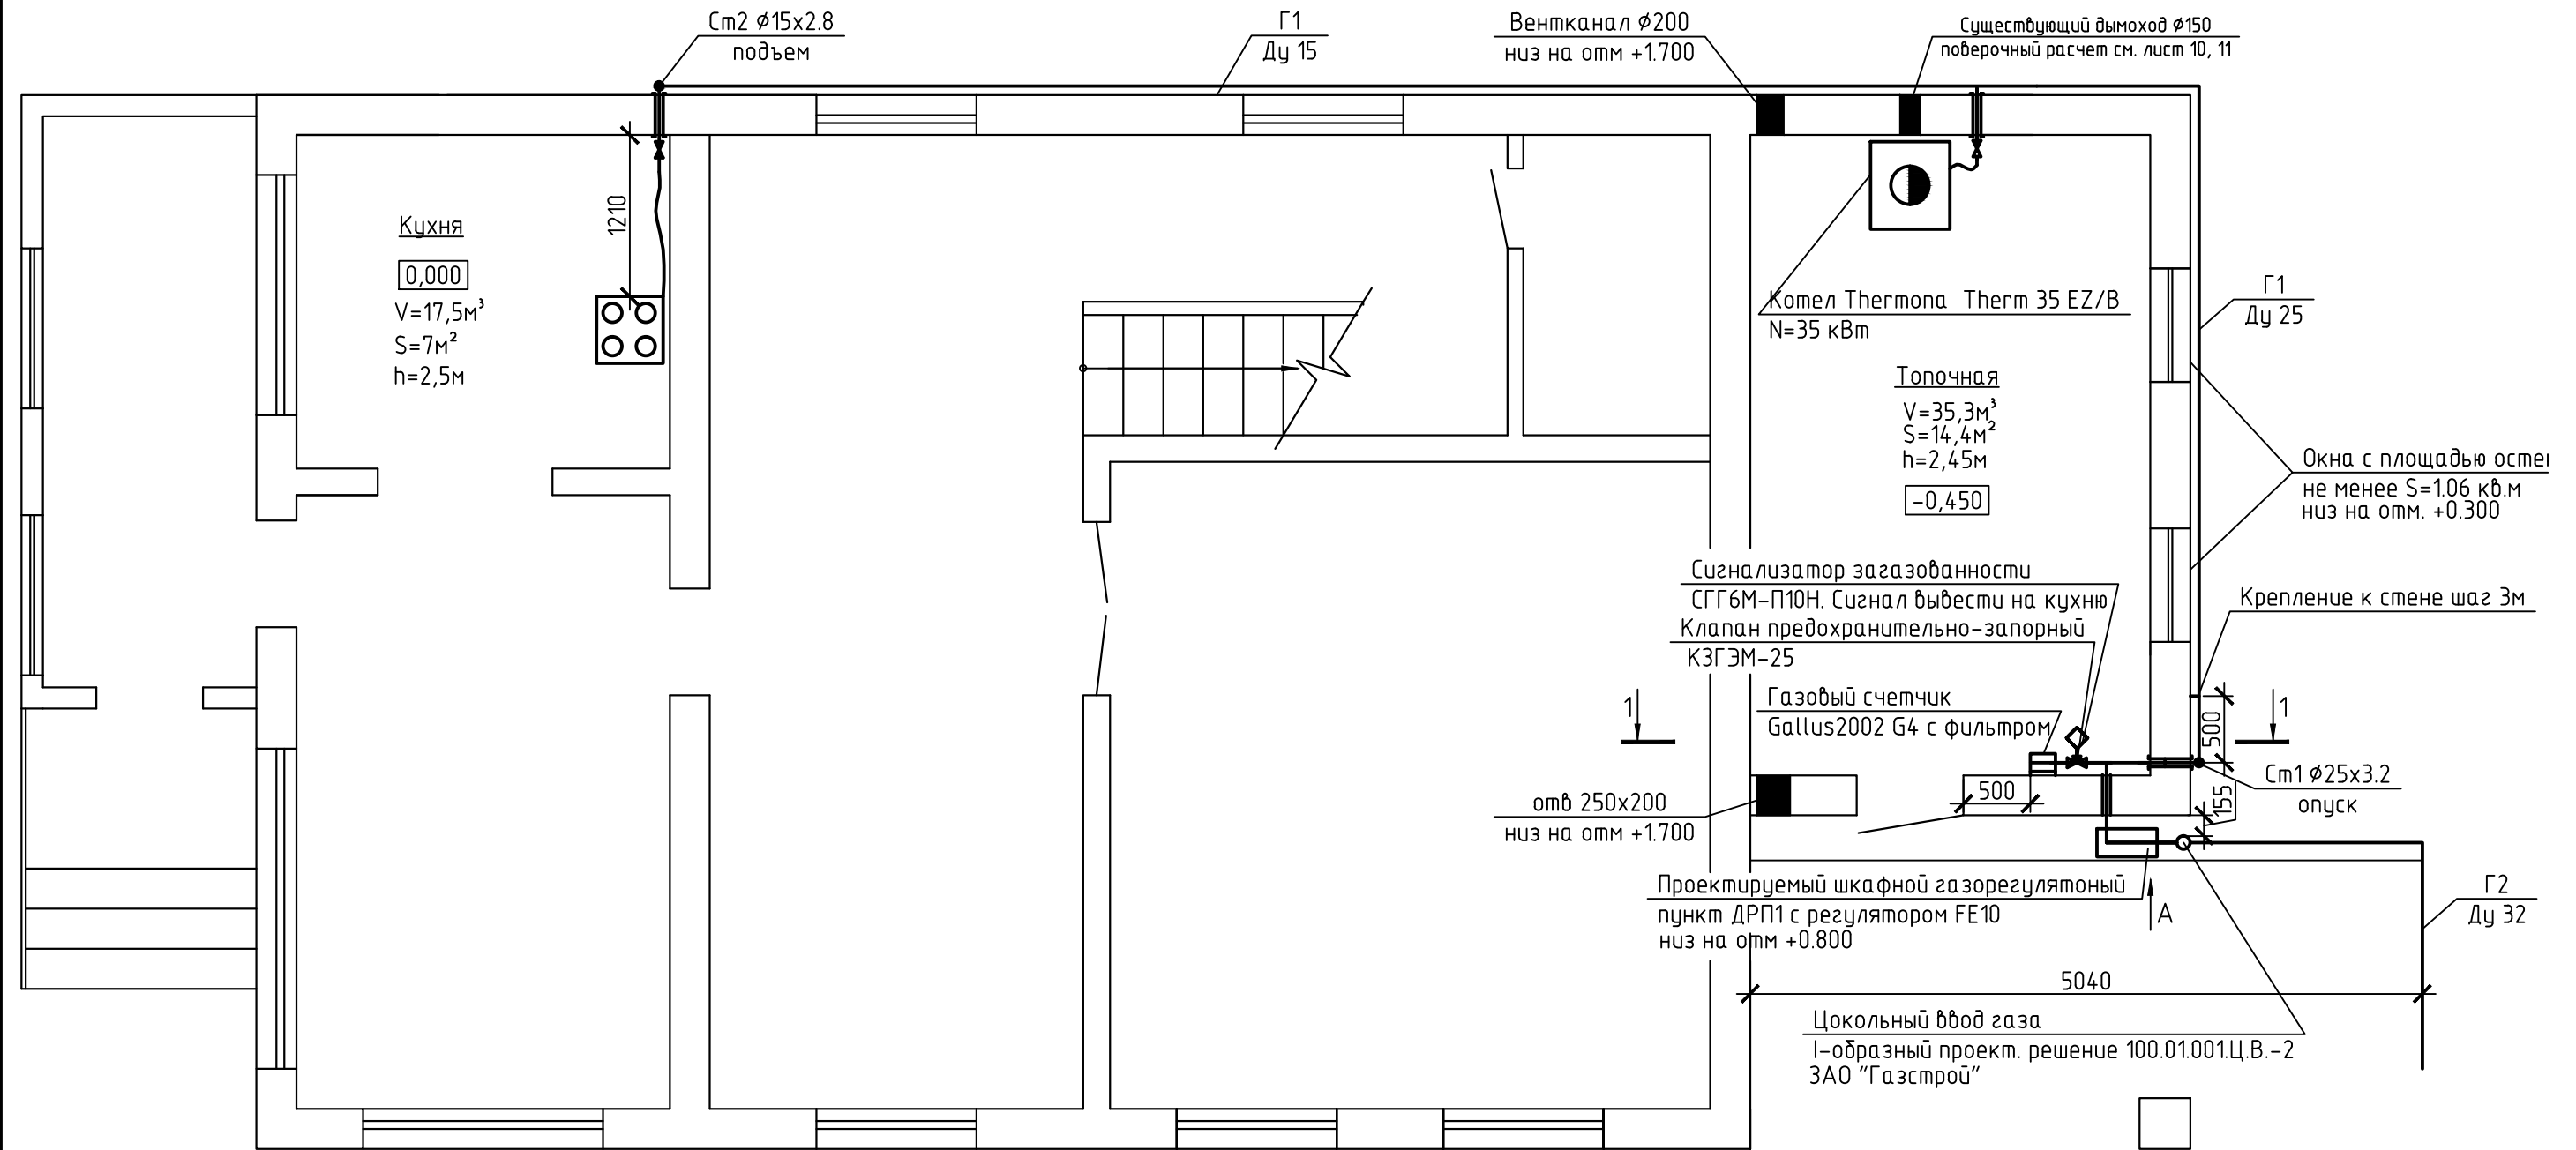 Ст2 ⌀15х2.8
подъем
Г1
Ду 15
Вентканал ⌀200
низ на отм +1.700
Существующий дымоход ⌀150
поверочный расчет см. лист 10, 11
1210
Кухня
0,000
V=17,5м³
S=7м²
h=2,5м
Котел Thermona Therm 35 EZ/B
N=35 кВт
Г1
Ду 25
Топочная
V=35,3м³
S=14,4м²
h=2,45м
-0,450
Окна с площадью
не менее S=1.06 кв.м
низ на отм. +0.300
Сигнализатор загазованности
СГГ6М-П10Н. Сигнал вывести на кухню
Клапан предохранительно-запорный
КЗГЭМ-25
Крепление к стене шаг 3м
Газовый счетчик
Gallus2002 G4 с фильтром
1
1
500
500
155
Ст1 ⌀25х3.2
опуск
отв 250х200
низ на отм +1.700
Проектируемый шкафной газорегулятоный
пункт ДРП1 с регулятором FE10
низ на отм +0.800
А
Г2
Ду 32
5040
Цокольный ввод газа
I-образный проект. решение 100.01.001.Ц.В.-2
ЗАО "Газстрой"